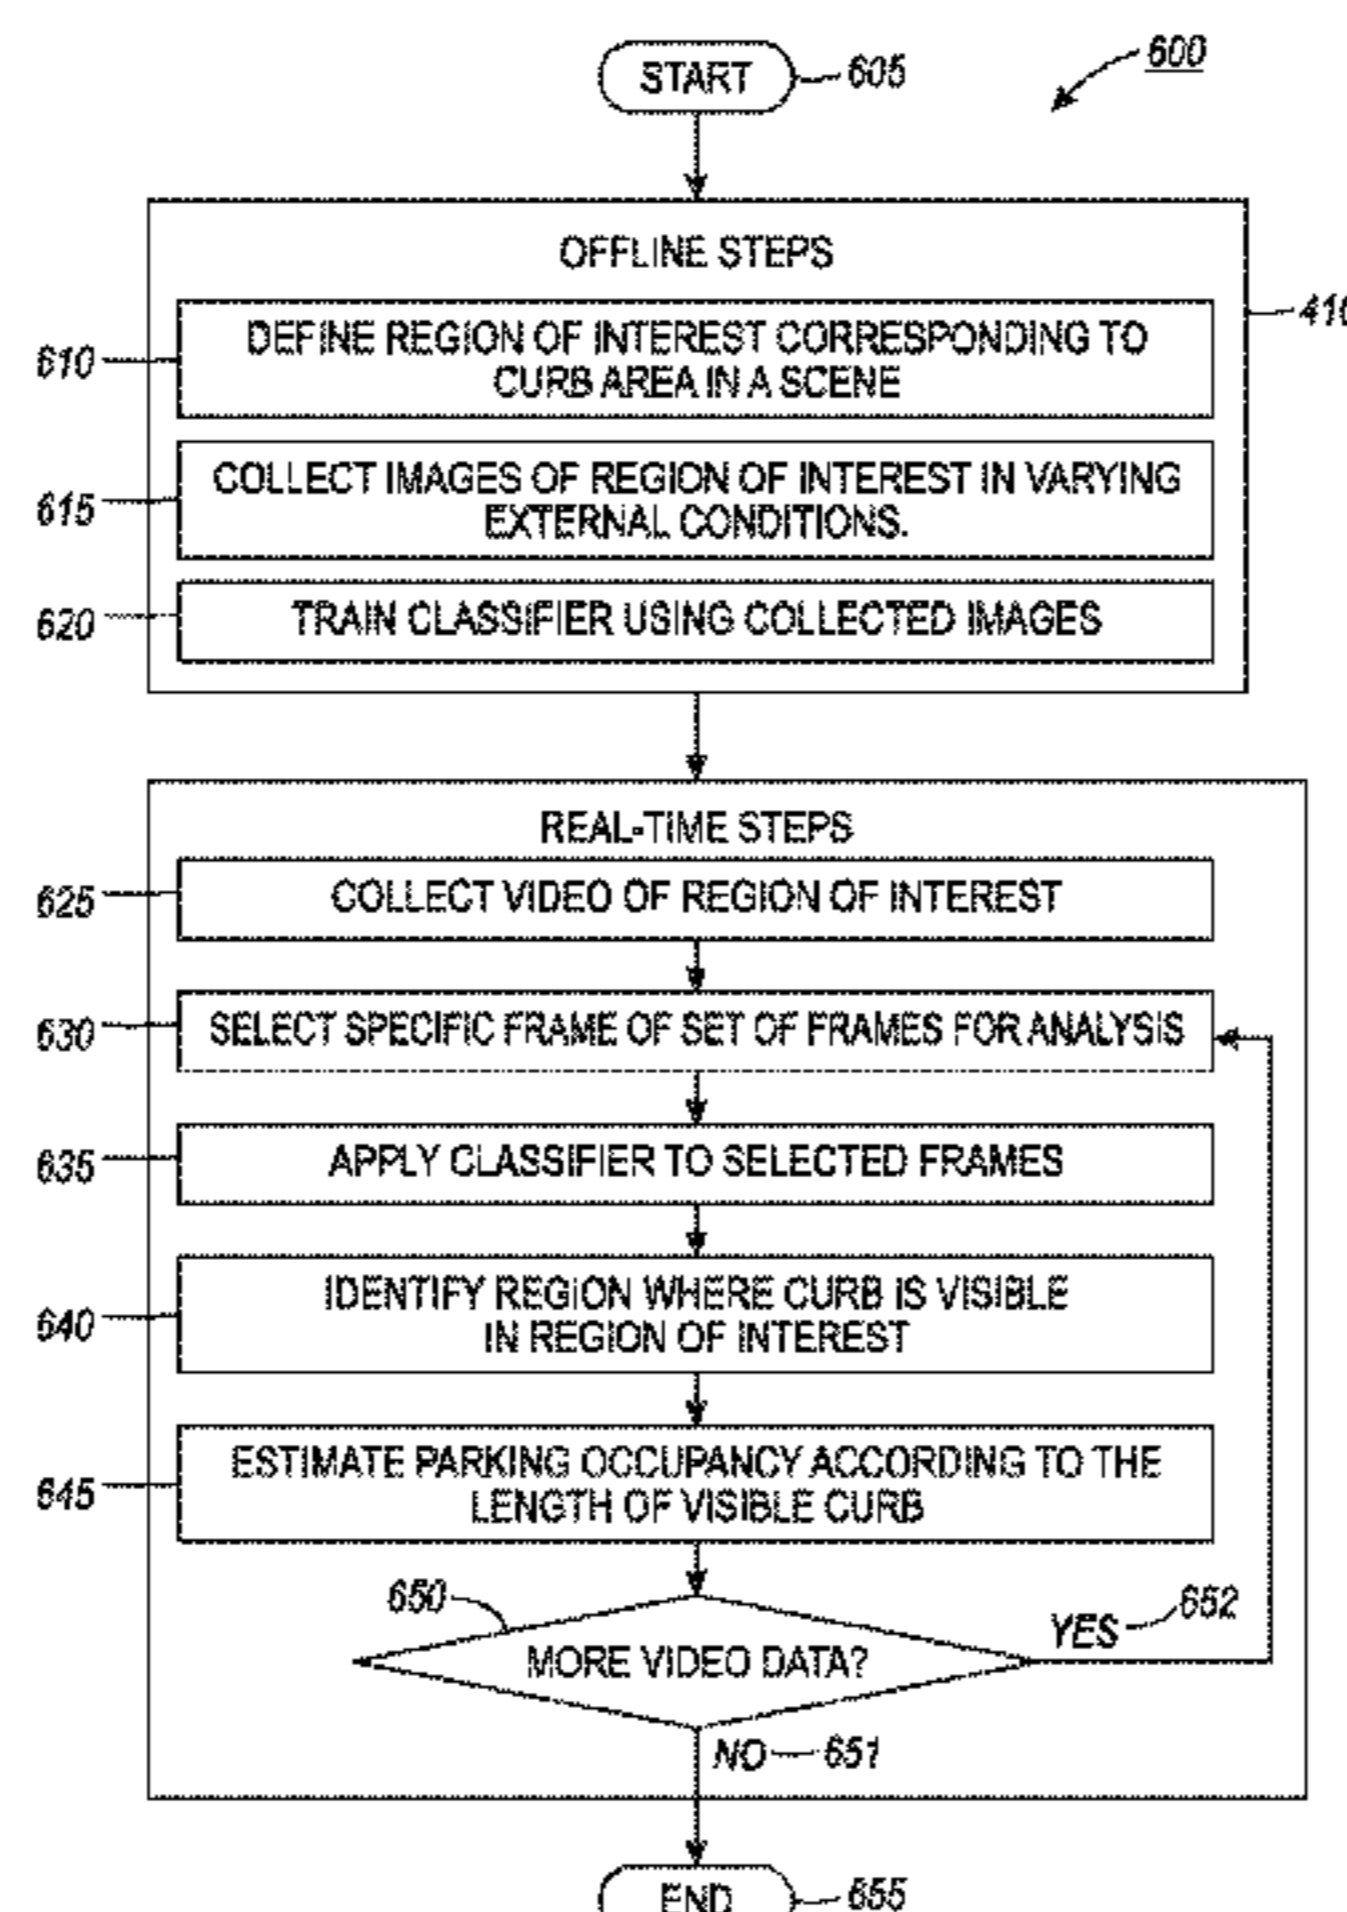 START
605
600
OFFLINE STEPS
410
610
DEFINE REGION OF INTEREST CORRESPONDING TO
CURB AREA IN A SCENE
615
COLLECT IMAGES OF REGION OF INTEREST IN VARYING
EXTERNAL CONDITIONS.
620
TRAIN CLASSIFIER USING COLLECTED IMAGES
REAL-TIME STEPS
625
COLLECT VIDEO OF REGION OF INTEREST
630
SELECT SPECIFIC FRAME OF SET OF FRAMES FOR ANALYSIS
635
APPLY CLASSIFIER TO SELECTED FRAMES
640
IDENTIFY REGION WHERE CURB IS VISIBLE
IN REGION OF INTEREST
645
ESTIMATE PARKING OCCUPANCY ACCORDING TO THE
LENGTH OF VISIBLE CURB
650
MORE VIDEO DATA?
YES
652
NO
651
END
655